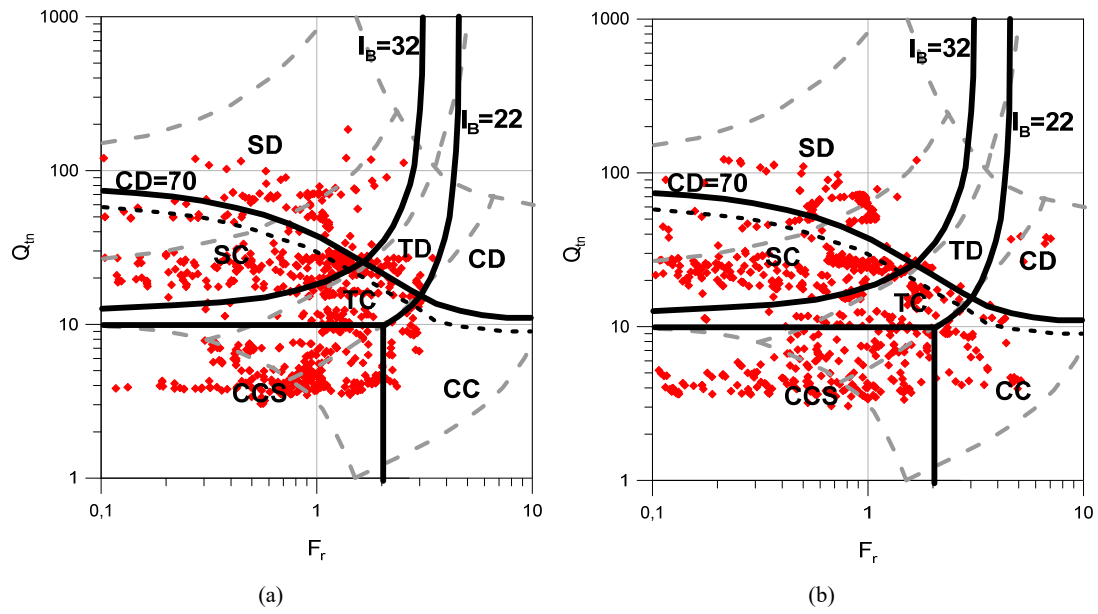 (a)
1000
100
10
1
0,1
1
10
Q_tn
F_r
I_B=32
I_B=22
SD
CD=70
SC
TD
CD
TC
CCS
CC
(b)
1000
100
10
1
0,1
1
10
Q_tn
F_r
I_B=32
I_B=22
SD
CD=70
SC
TD
CD
TC
CCS
CC